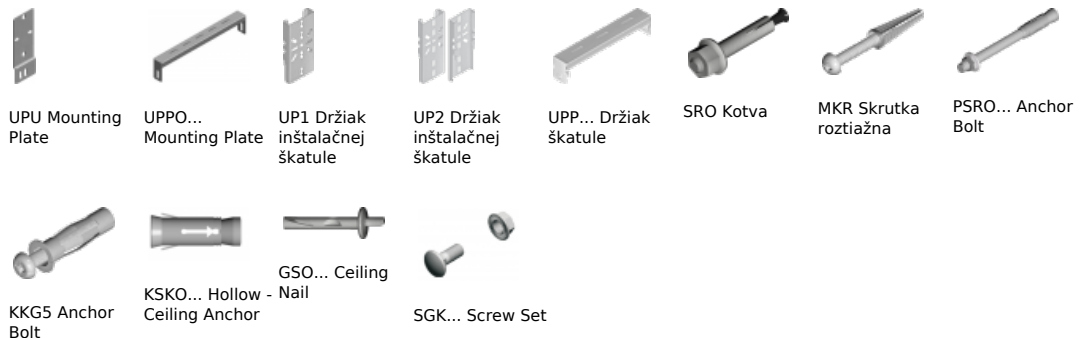 UPU Mounting
Plate
UPPO...
Mounting Plate
UP1 Držiak
inštalačnej
škatule
UP2 Držiak
inštalačnej
škatule
UPP... Držiak
škatule
SRO Kotva
MKR Skrutka
roztiažna
PSRO... Anchor
Bolt
KKG5 Anchor
Bolt
KSKO... Hollow -
Ceiling Anchor
GSO... Ceiling
Nail
SGK... Screw Set